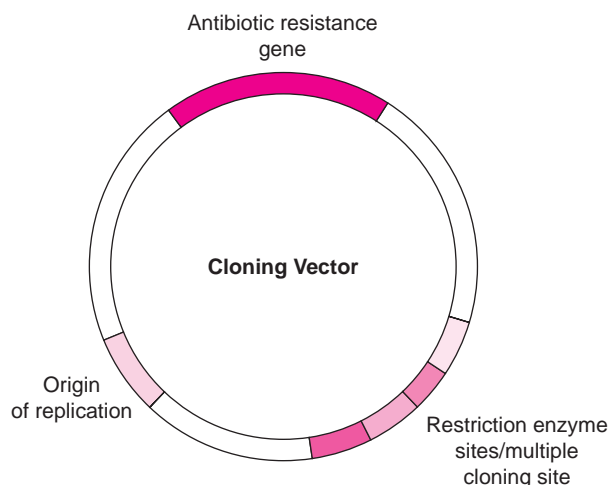 Antibiotic resistance
gene
Cloning Vector
Origin
of replication
Restriction enzyme
sites/multiple
cloning site